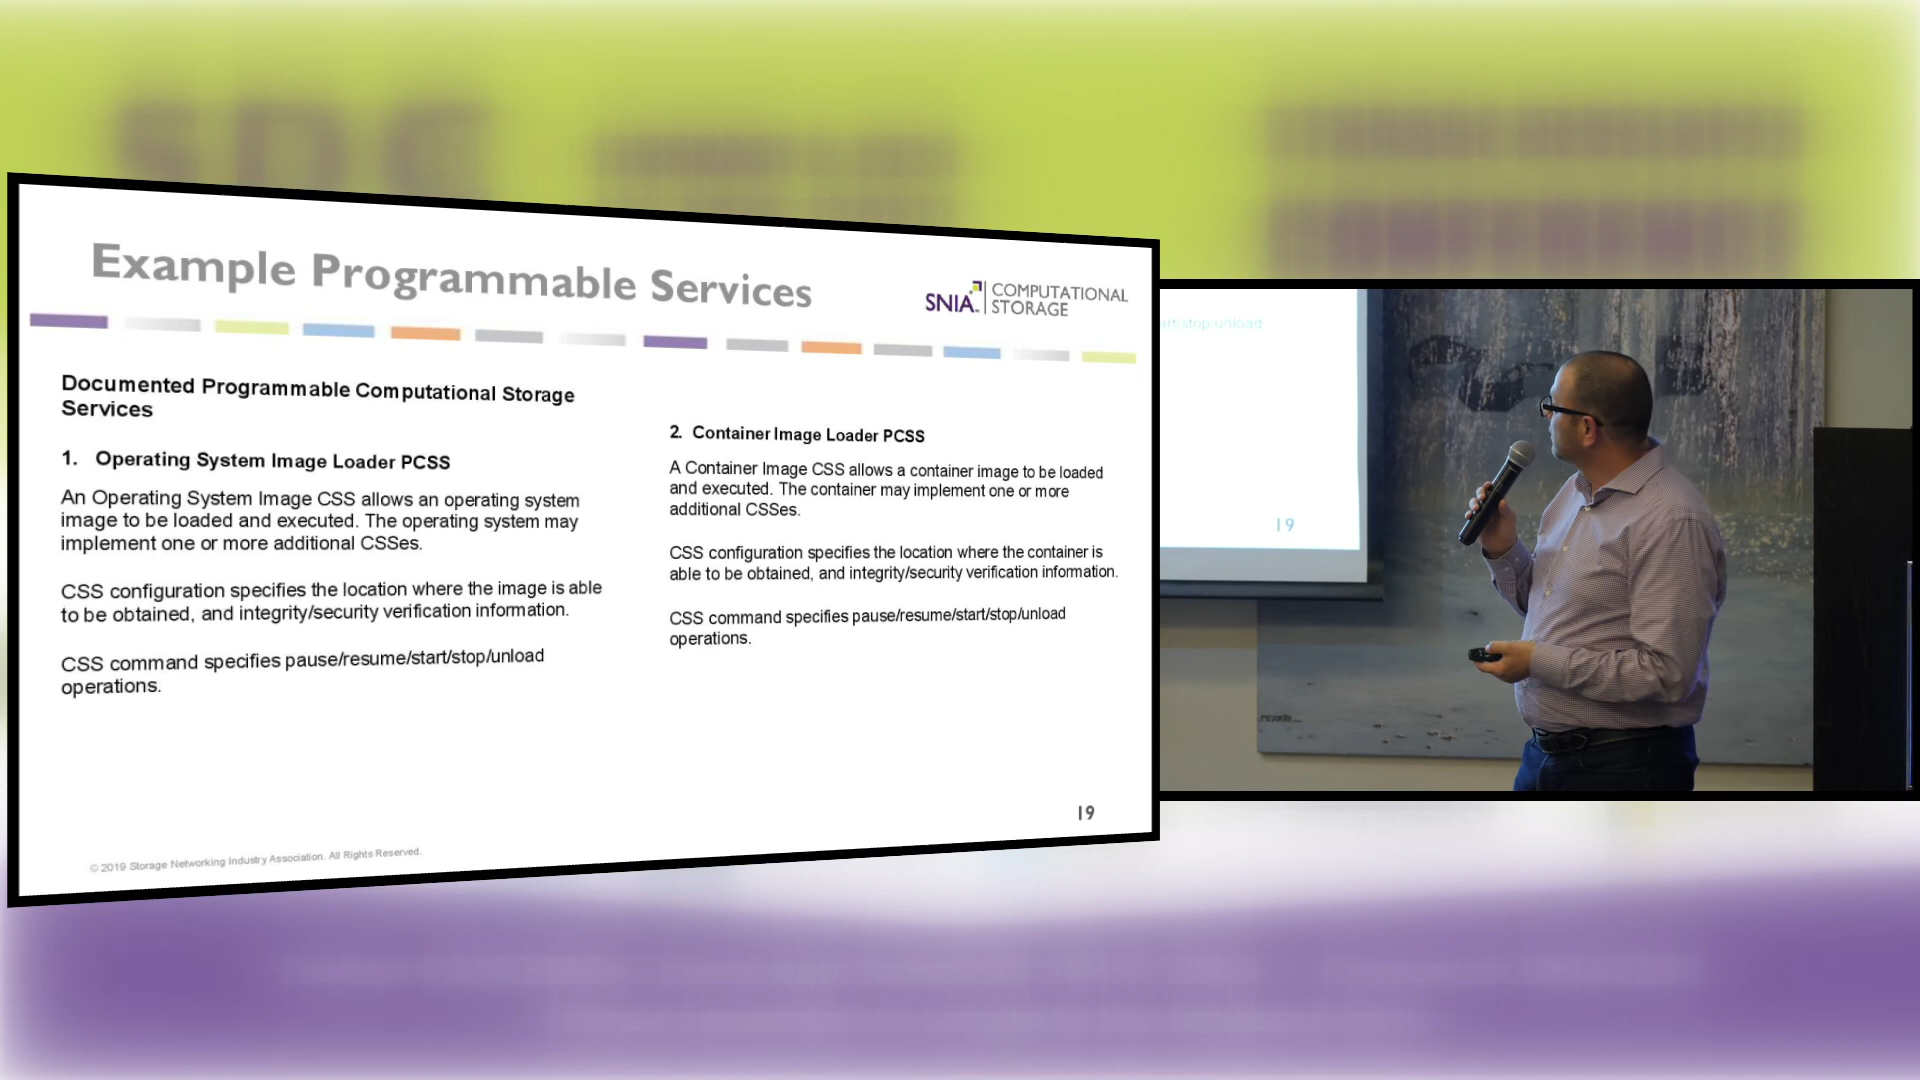 SDC
Example Programmable Services
SNIA
COMPUTATIONAL
STORAGE
Documented Programmable Computational Storage
Services
1. Operating System Image Loader PCSS
An Operating System Image CSS allows an operating system
image to be loaded and executed. The operating system may
implement one or more additional CSSes.
CSS configuration specifies the location where the image is able
to be obtained, and integrity/security verification information.
CSS command specifies pause/resume/start/stop/unload
operations.
2. Container Image Loader PCSS
A Container Image CSS allows a container image to be loaded
and executed. The container may implement one or more
additional CSSes.
CSS configuration specifies the location where the container is
able to be obtained, and integrity/security verification information.
CSS command specifies pause/resume/start/stop/unload
operations.
19
© 2019 Storage Networking Industry Association. All Rights Reserved.
art/stop/unload
19